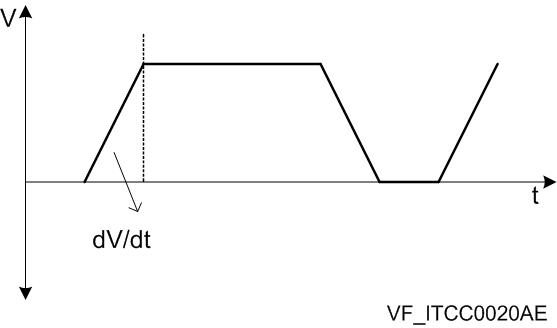 V
t
dV/dt
VF_ITCC0020AE